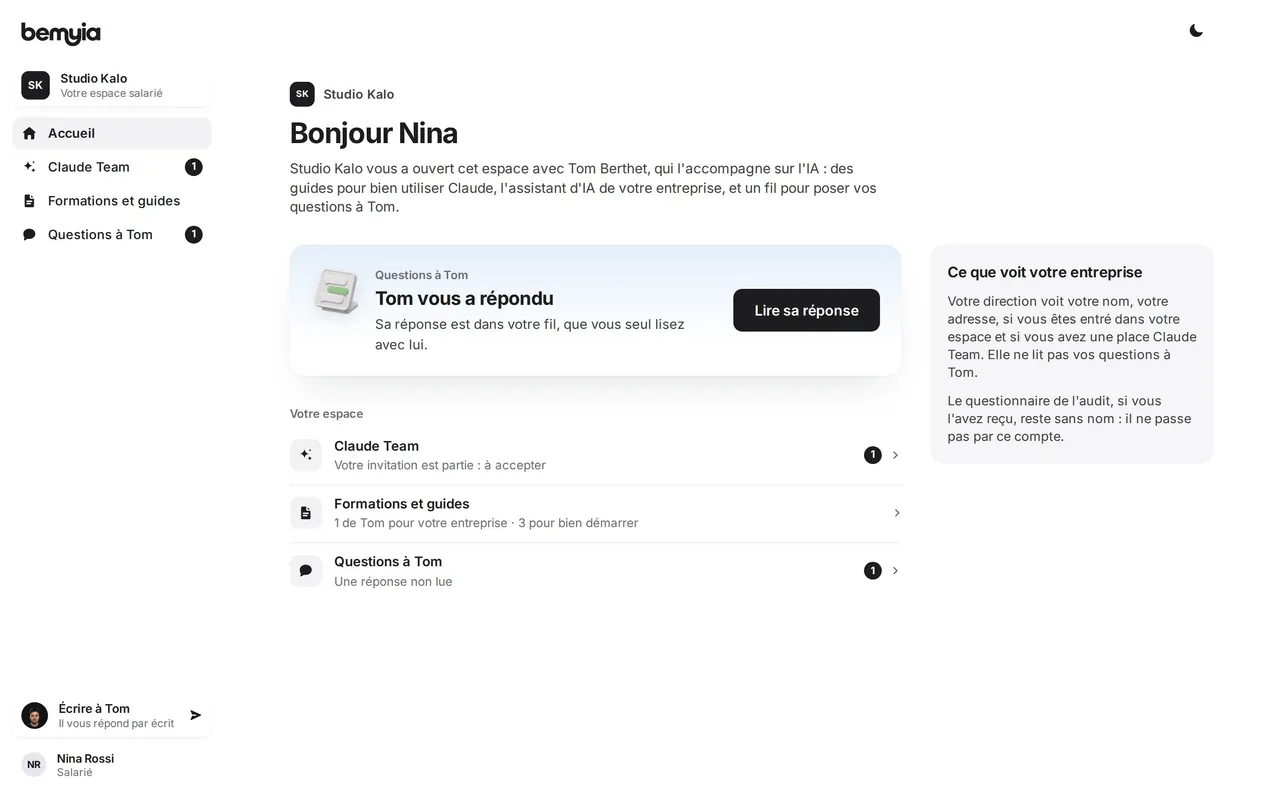 bemyia
SK
Studio Kalo
Votre espace salarié
Accueil
Claude Team
1
Formations et guides
Questions à Tom
1
Écrire à Tom
Il vous répond par écrit
NR
Nina Rossi
Salarié
SK
Studio Kalo
Bonjour Nina
Studio Kalo vous a ouvert cet espace avec Tom Berthet, qui l'accompagne sur l'IA : des
guides pour bien utiliser Claude, l'assistant d'IA de votre entreprise, et un fil pour poser vos
questions à Tom.
Questions à Tom
Tom vous a répondu
Sa réponse est dans votre fil, que vous seul lisez
avec lui.
Lire sa réponse
Votre espace
Claude Team
Votre invitation est partie : à accepter
1
Formations et guides
1 de Tom pour votre entreprise · 3 pour bien démarrer
Questions à Tom
Une réponse non lue
1
Ce que voit votre entreprise
Votre direction voit votre nom, votre
adresse, si vous êtes entré dans votre
espace et si vous avez une place Claude
Team. Elle ne lit pas vos questions à
Tom.
Le questionnaire de l'audit, si vous
l'avez reçu, reste sans nom : il ne passe
pas par ce compte.